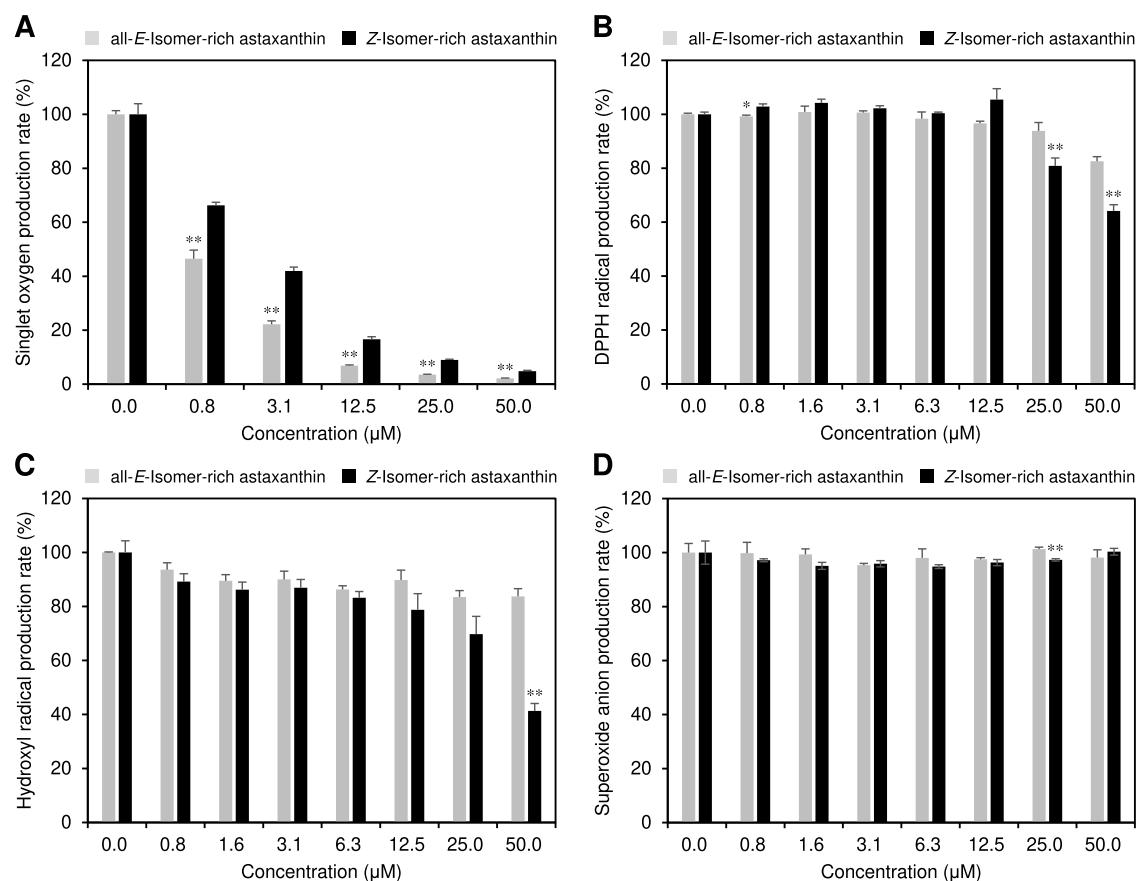 A
all-E-Isomer-rich astaxanthin Z-Isomer-rich astaxanthin
Singlet oxygen production rate (%)
120
100
80
60
40
20
0
**
**
**
**
**
0.0 0.8 3.1 12.5 25.0 50.0
Concentration (µM)
B
all-E-Isomer-rich astaxanthin Z-Isomer-rich astaxanthin
DPPH radical production rate (%)
120
100
80
60
40
20
0
*
**
**
0.0 0.8 1.6 3.1 6.3 12.5 25.0 50.0
Concentration (µM)
C
all-E-Isomer-rich astaxanthin Z-Isomer-rich astaxanthin
Hydroxyl radical production rate (%)
120
100
80
60
40
20
0
**
0.0 0.8 1.6 3.1 6.3 12.5 25.0 50.0
Concentration (µM)
D
all-E-Isomer-rich astaxanthin Z-Isomer-rich astaxanthin
Superoxide anion production rate (%)
120
100
80
60
40
20
0
**
0.0 0.8 1.6 3.1 6.3 12.5 25.0 50.0
Concentration (µM)